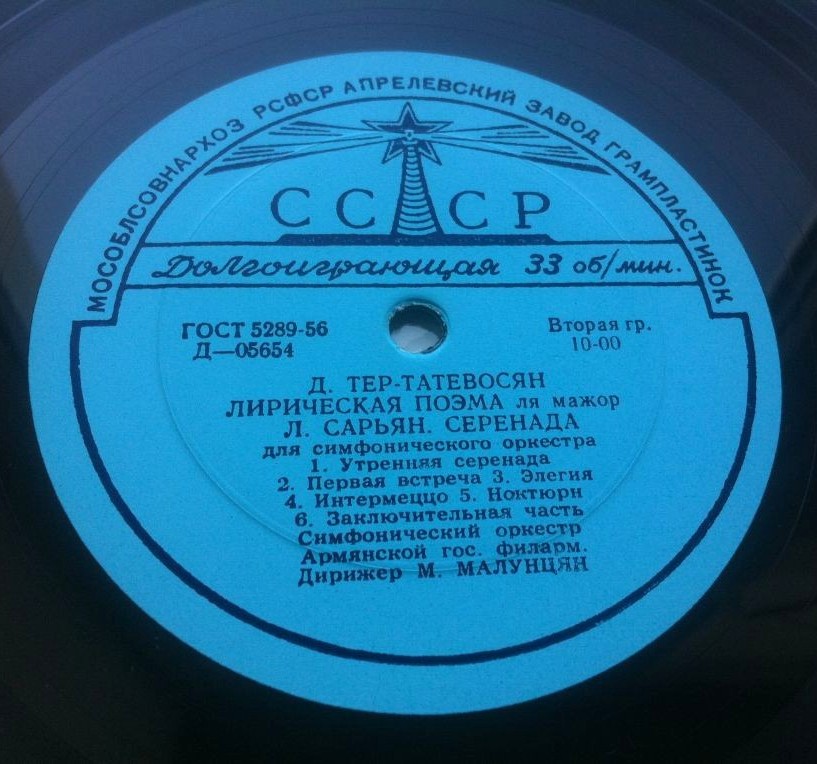 МОСОБЛСОВНАРХОЗ РСФСР АПРЕЛЕВСКИЙ ЗАВОД ГРАМПЛАСТИНОК
СССР
Долгоиграющая 33 об/мин.
ГОСТ 5289-56
Д—05654
Вторая гр.
10-00
Д. ТЕР-ТАТЕВОСЯН
ЛИРИЧЕСКАЯ ПОЭМА ля мажор
Л. САРЬЯН. СЕРЕНАДА
для симфонического оркестра
1. Утренняя серенада
2. Первая встреча 3. Элегия
4. Интермеццо 5. Ноктюрн
6. Заключительная часть
Симфонический оркестр
Армянской гос. филарм.
Дирижер М. МАЛУНЦЯН